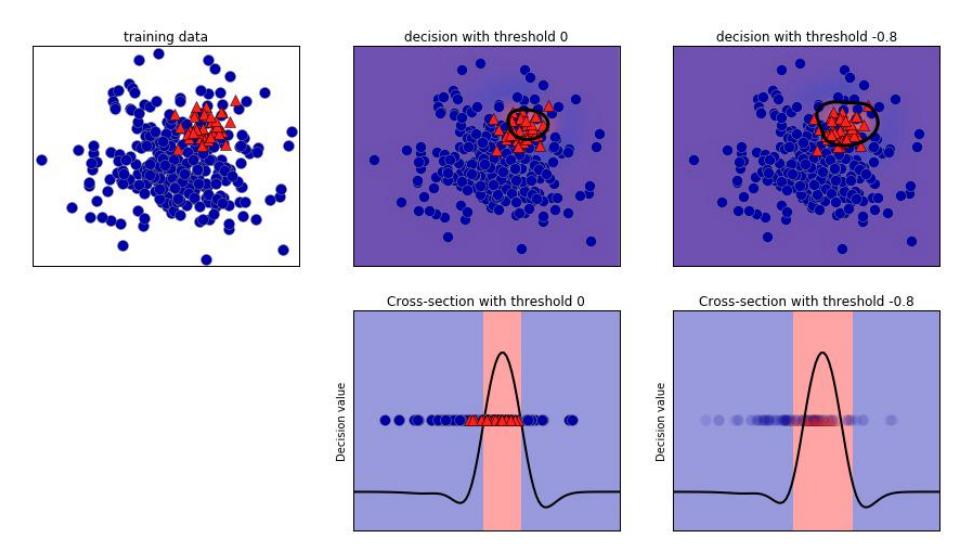 training data
decision with threshold 0
decision with threshold -0.8
Cross-section with threshold 0
Cross-section with threshold -0.8
Decision value
Decision value